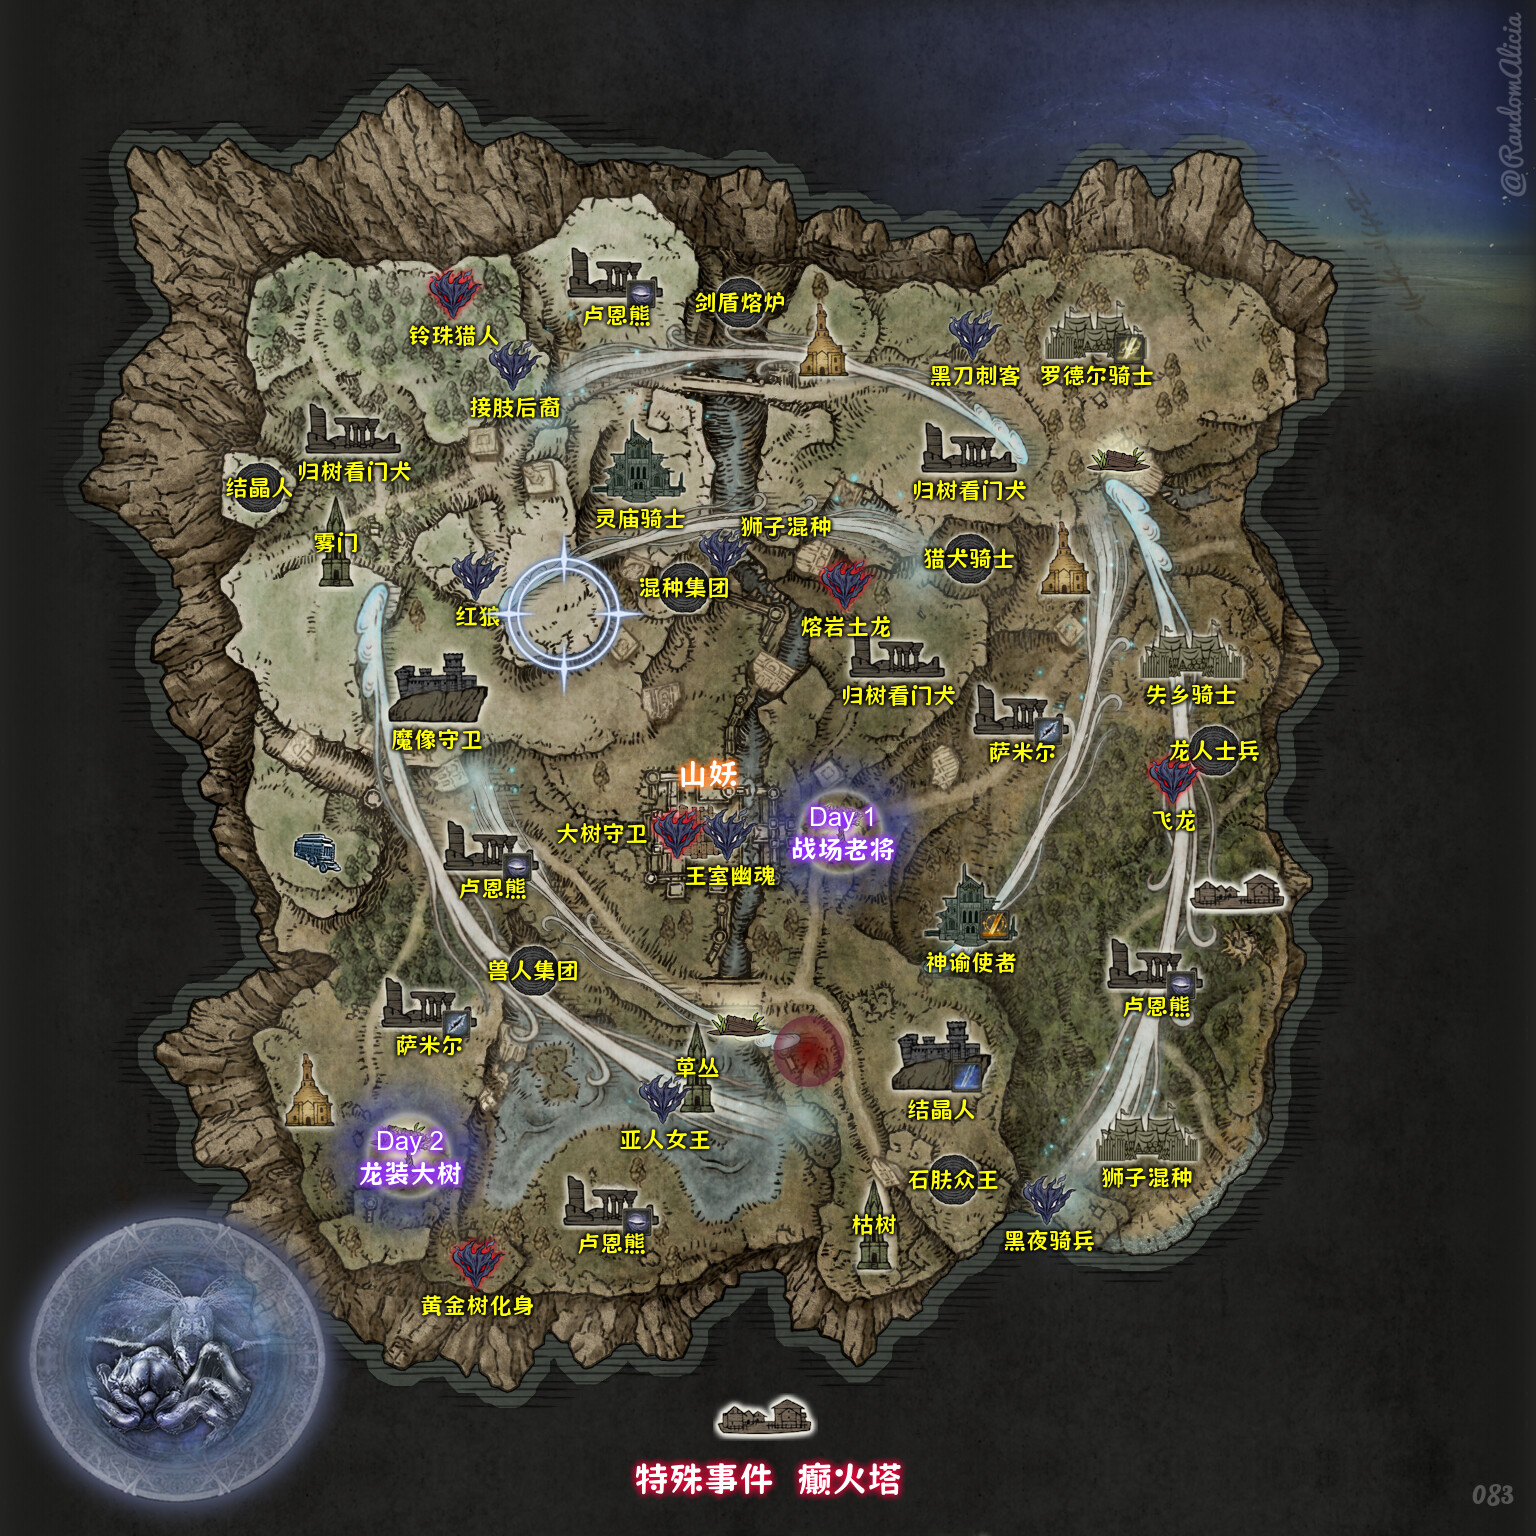 @RandomAlicia
卢恩熊
剑盾熔炉
铃珠猎人
黑刀刺客
罗德尔骑士
接肢后裔
归树看门犬
结晶人
归树看门犬
灵庙骑士
狮子混种
雾门
猎犬骑士
混种集团
红狼
熔岩土龙
归树看门犬
失乡骑士
魔像守卫
萨米尔
龙人士兵
山妖
Day 1
战场老将
飞龙
大树守卫
王室幽魂
卢恩熊
神谕使者
兽人集团
卢恩熊
萨米尔
草丛
结晶人
亚人女王
Day 2
龙装大树
石肤众王
狮子混种
枯树
卢恩熊
黑夜骑兵
黄金树化身
特殊事件 癫火塔
083